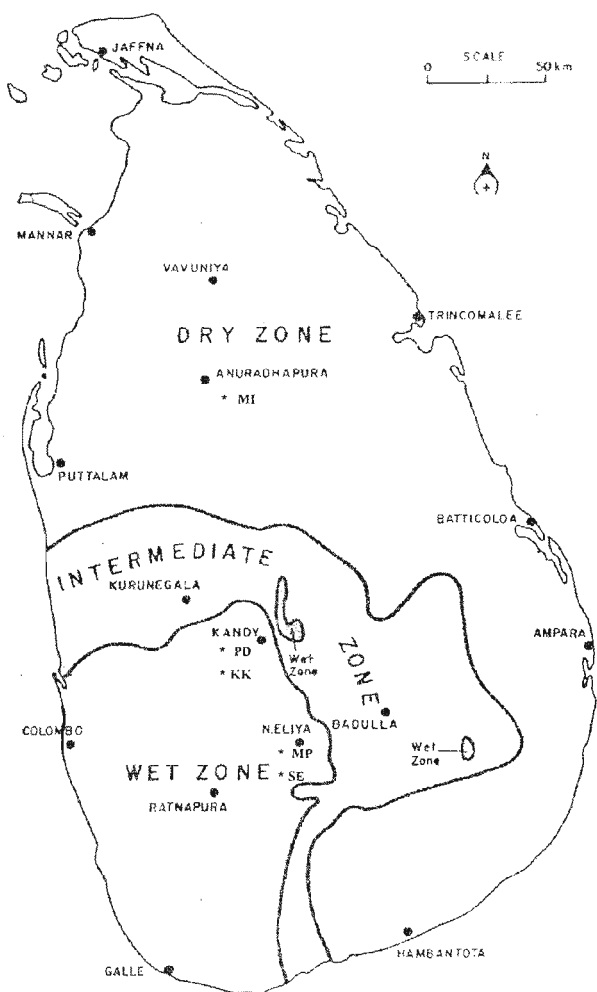 JAFFNA
SCALE
0 50 km
N
MANNAR
VAVUNIYA
TRINCOMALEE
DRY ZONE
ANURADHAPURA
* MI
PUTTALAM
BATTICOLOA
INTERMEDIATE
ZONE
KURUNEGALA
KANDY
* PD
* KK
Wet
Zone
AMPARA
COLOMBO
N.ELIYA
* MP
* SE
BADULLA
Wet
Zone
WET ZONE
RATNAPURA
HAMBANTOTA
GALLE